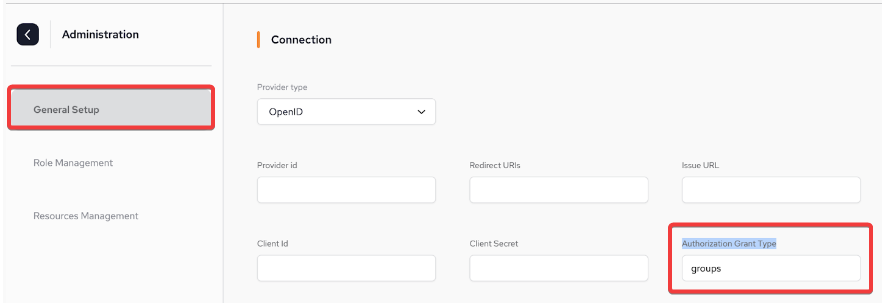 Administration
General Setup
Role Management
Resources Management
Connection
Provider type
OpenID
Provider id
Redirect URIs
Issue URL
Client Id
Client Secret
Authorization Grant Type
groups